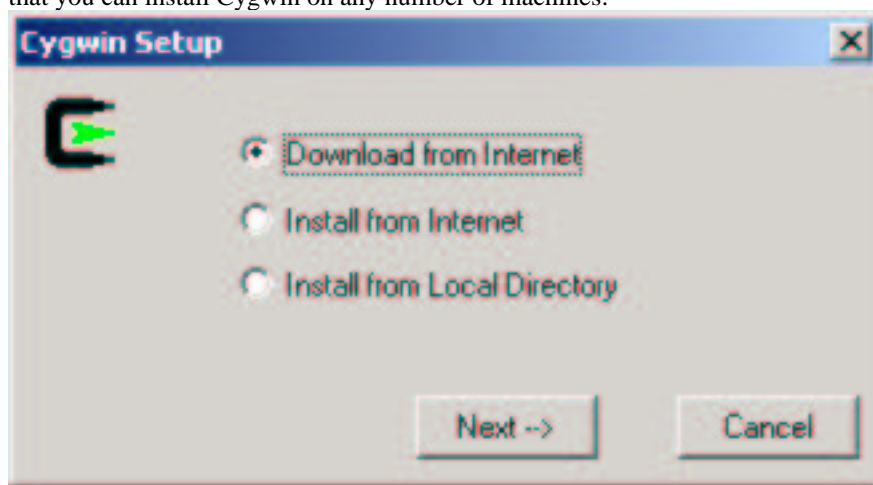 that you can install Cygwin on any number of machines.
Cygwin Setup
Download from Internet
Install from Internet
Install from Local Directory
Next -->
Cancel